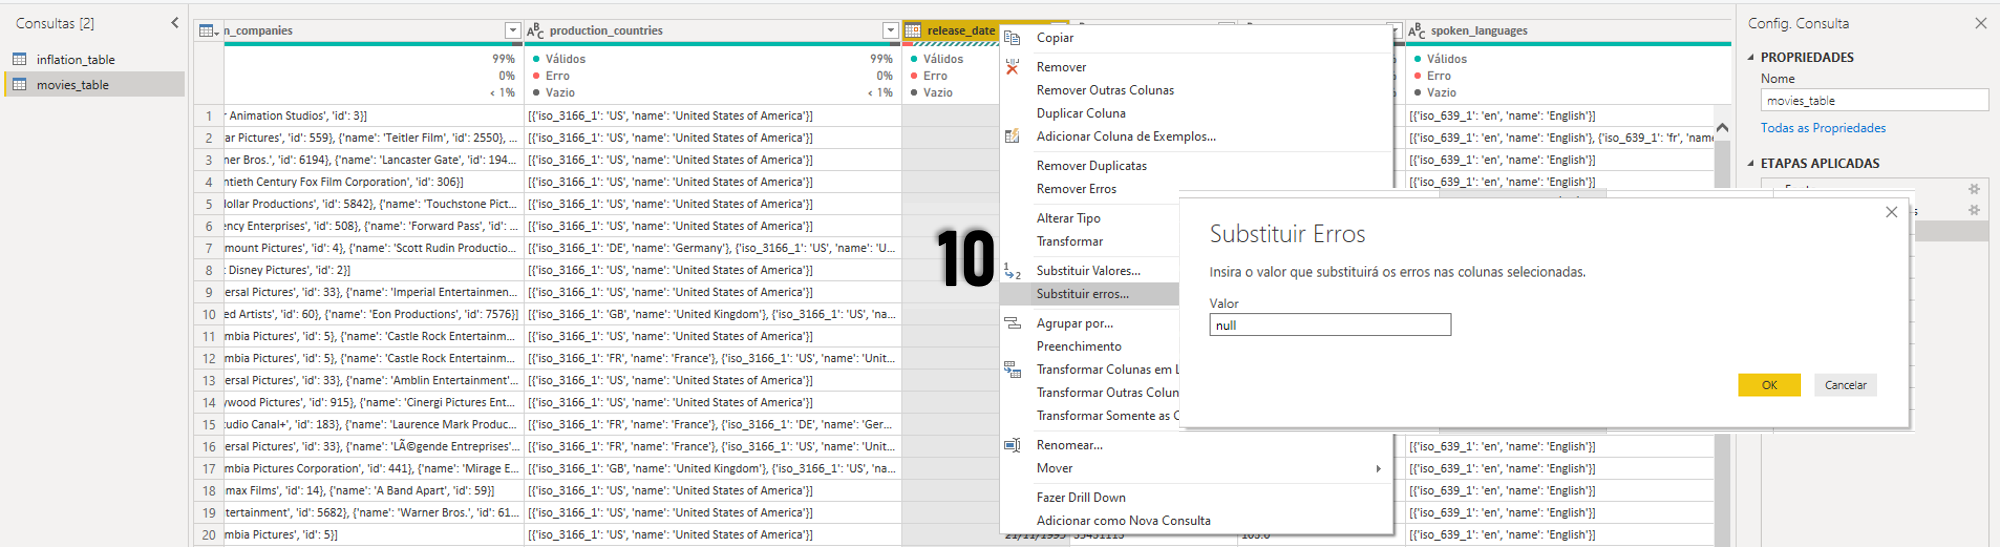 Consultas [2]
inflation_table
movies_table
n_companies
production_countries
release_date
spoken_languages
99%
0%
< 1%
Válidos 99%
Erro 0%
Vazio < 1%
Válidos
Erro
Vazio
Válidos
Erro
Vazio
1 r Animation Studios', 'id': 3}] [{'iso_3166_1': 'US', 'name': 'United States of America'}] [{'iso_639_1': 'en', 'name': 'English'}]
2 ar Pictures', 'id': 559}, {'name': 'Teitler Film', 'id': 2550}, ... [{'iso_3166_1': 'US', 'name': 'United States of America'}] [{'iso_639_1': 'en', 'name': 'English'}, {'iso_639_1': 'fr', 'name
3 ner Bros.', 'id': 6194}, {'name': 'Lancaster Gate', 'id': 194... [{'iso_3166_1': 'US', 'name': 'United States of America'}] [{'iso_639_1': 'en', 'name': 'English'}]
4 ntieth Century Fox Film Corporation', 'id': 306}] [{'iso_3166_1': 'US', 'name': 'United States of America'}] [{'iso_639_1': 'en', 'name': 'English'}]
5 Dollar Productions', 'id': 5842}, {'name': 'Touchstone Pict... [{'iso_3166_1': 'US', 'name': 'United States of America'}]
6 ency Enterprises', 'id': 508}, {'name': 'Forward Pass', 'id'... [{'iso_3166_1': 'US', 'name': 'United States of America'}]
7 mount Pictures', 'id': 4}, {'name': 'Scott Rudin Productio... [{'iso_3166_1': 'DE', 'name': 'Germany'}, {'iso_3166_1': 'US', 'name': 'U...
8 t Disney Pictures', 'id': 2}] [{'iso_3166_1': 'US', 'name': 'United States of America'}]
9 ersal Pictures', 'id': 33}, {'name': 'Imperial Entertainmen... [{'iso_3166_1': 'US', 'name': 'United States of America'}]
10 ed Artists', 'id': 60}, {'name': 'Eon Productions', 'id': 7576}] [{'iso_3166_1': 'GB', 'name': 'United Kingdom'}, {'iso_3166_1': 'US', 'na...
11 mbia Pictures', 'id': 5}, {'name': 'Castle Rock Entertainm... [{'iso_3166_1': 'US', 'name': 'United States of America'}]
12 mbia Pictures', 'id': 5}, {'name': 'Castle Rock Entertainm... [{'iso_3166_1': 'FR', 'name': 'France'}, {'iso_3166_1': 'US', 'name': 'Unit...
13 ersal Pictures', 'id': 33}, {'name': 'Amblin Entertainment'... [{'iso_3166_1': 'US', 'name': 'United States of America'}]
14 ywood Pictures', 'id': 915}, {'name': 'Cinergi Pictures Ent... [{'iso_3166_1': 'US', 'name': 'United States of America'}]
15 tudio Canal+', 'id': 183}, {'name': 'Laurence Mark Produc... [{'iso_3166_1': 'FR', 'name': 'France'}, {'iso_3166_1': 'DE', 'name': 'Ger...
16 ersal Pictures', 'id': 33}, {'name': 'LÃ©gende Entreprises'... [{'iso_3166_1': 'FR', 'name': 'France'}, {'iso_3166_1': 'US', 'name': 'Unit... [{'iso_639_1': 'en', 'name': 'English'}]
17 mbia Pictures Corporation', 'id': 441}, {'name': 'Mirage E... [{'iso_3166_1': 'GB', 'name': 'United Kingdom'}, {'iso_3166_1': 'US', 'na... [{'iso_639_1': 'en', 'name': 'English'}]
18 max Films', 'id': 14}, {'name': 'A Band Apart', 'id': 59}] [{'iso_3166_1': 'US', 'name': 'United States of America'}] [{'iso_639_1': 'en', 'name': 'English'}]
19 tertainment', 'id': 5682}, {'name': 'Warner Bros.', 'id': 61... [{'iso_3166_1': 'US', 'name': 'United States of America'}] [{'iso_639_1': 'en', 'name': 'English'}]
20 mbia Pictures', 'id': 5}] [{'iso_3166_1': 'US', 'name': 'United States of America'}] [{'iso_639_1': 'en', 'name': 'English'}]
10
Copiar
Remover
Remover Outras Colunas
Duplicar Coluna
Adicionar Coluna de Exemplos...
Remover Duplicatas
Remover Erros
Alterar Tipo
Transformar
Substituir Valores...
Substituir erros...
Agrupar por...
Preenchimento
Transformar Colunas em L
Transformar Outras Colun
Transformar Somente as C
Renomear...
Mover
Fazer Drill Down
Adicionar como Nova Consulta
Substituir Erros
Insira o valor que substituirá os erros nas colunas selecionadas.
Valor
null
OK
Cancelar
Config. Consulta
PROPRIEDADES
Nome
movies_table
Todas as Propriedades
ETAPAS APLICADAS